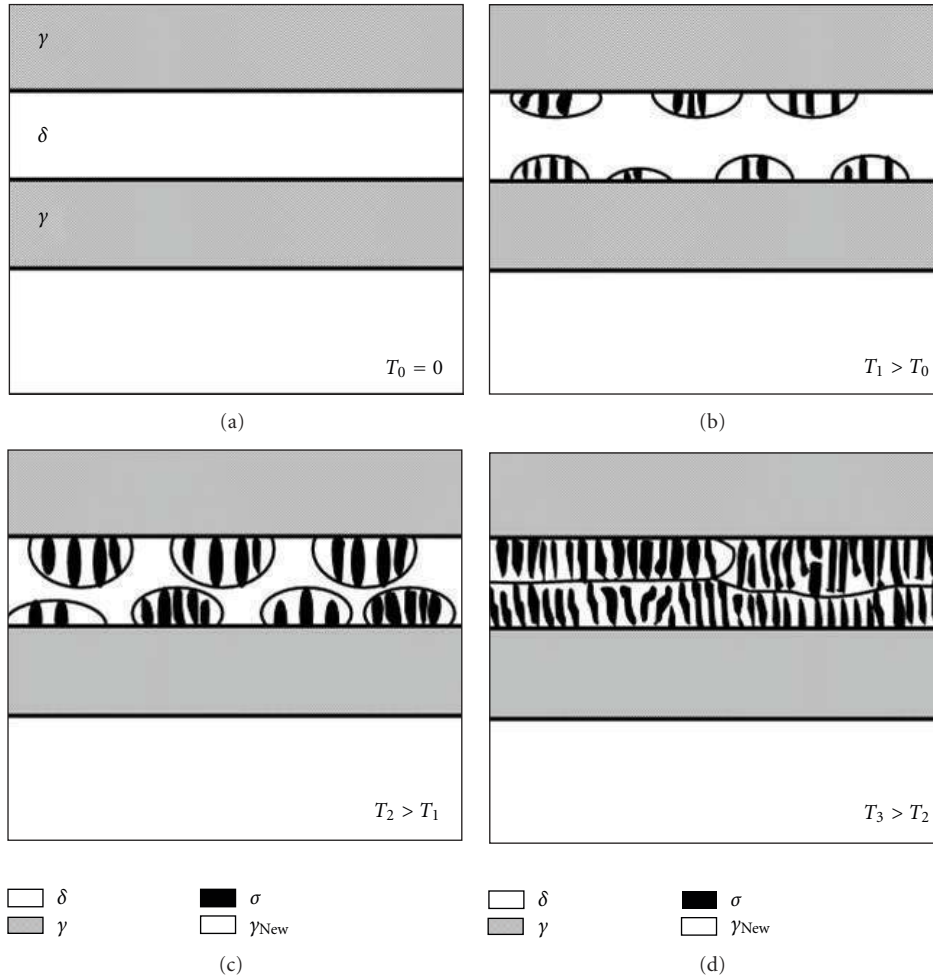 γ
δ
γ
T₀ = 0
(a)
T₁ > T₀
(b)
T₂ > T₁
T₃ > T₂
δ σ
γ γNew
(c)
δ σ
γ γNew
(d)